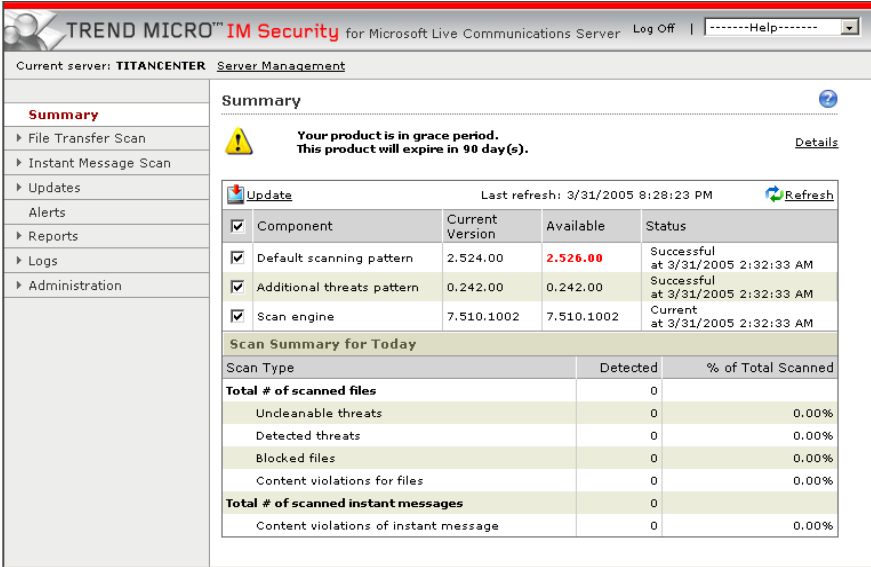 TREND MICRO™ IM Security for Microsoft Live Communications Server Log Off | -------Help-------
Current server: TITANCENTER Server Management
Summary
File Transfer Scan
Instant Message Scan
Updates
Alerts
Reports
Logs
Administration
Summary
Your product is in grace period.
This product will expire in 90 day(s).
Details
Update Last refresh: 3/31/2005 8:28:23 PM Refresh
Component Current Version Available Status
Default scanning pattern 2.524.00 2.526.00 Successful at 3/31/2005 2:32:33 AM
Additional threats pattern 0.242.00 0.242.00 Successful at 3/31/2005 2:32:33 AM
Scan engine 7.510.1002 7.510.1002 Current at 3/31/2005 2:32:33 AM
Scan Summary for Today
Scan Type Detected % of Total Scanned
Total # of scanned files 0
Uncleanable threats 0 0.00%
Detected threats 0 0.00%
Blocked files 0 0.00%
Content violations for files 0 0.00%
Total # of scanned instant messages 0
Content violations of instant message 0 0.00%